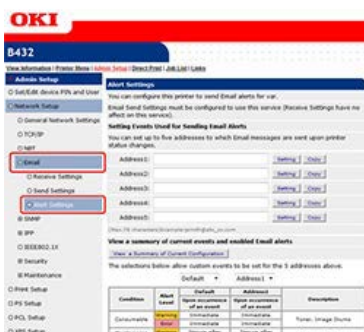 OKI
B432
View Information | Printer Menu | Admin Setup | Direct Print | Job List | Links
Admin Setup
Set/Edit device PIN and User
Network Setup
General Network Settings
TCP/IP
NBT
Email
Receive Settings
Send Settings
Alert Settings
SNMP
IPP
IEEE802.1X
Security
Maintenance
Print Setup
PS Setup
PCL Setup
XPS Setup
Alert Settings
You can configure this printer to send Email alerts for var.
Email Send Settings must be configured to use this service (Receive Settings have no
affect on this service).
Setting Events Used for Sending Email Alerts
You can set up to five addresses to which Email messages are sent upon printer
status changes.
Address1: Setting Copy
Address2: Setting Copy
Address3: Setting Copy
Address4: Setting Copy
Address5: Setting Copy
View a summary of current events and enabled Email alerts
View a Summary of Current Configuration
The selections below allow custom events to be set for the 5 addresses above.
Default Address1
Condition Alert Level Default Address1 Description
Upon occurrence of an event Upon occurrence of an event
Consumable Warning Immediate Immediate Toner, Image Drums
Error Immediate Immediate